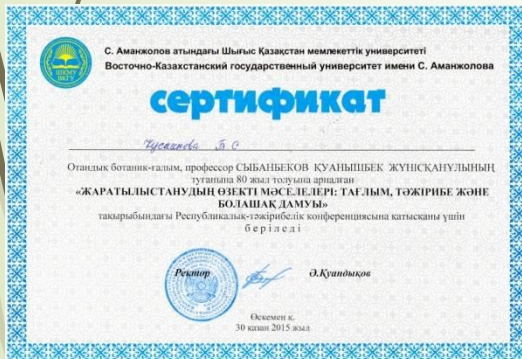 С. Аманжолов атындағы Шығыс Қазақстан мемлекеттік университеті
Восточно-Казахстанский государственный университет имени С. Аманжолова
ШҚМУ
ВКГУ
сертификат
Б. С
Отандық ботаник-ғалым, профессор СЫБАНБЕКОВ ҚУАНЫШБЕК ЖҮНІСҚАНҰЛЫНЫҢ
туғанына 80 жыл толуына арналған
«ЖАРАТЫЛЫСТАНУДЫҢ ӨЗЕКТІ МӘСЕЛЕЛЕРІ: ТАҒЛЫМ, ТӘЖІРИБЕ ЖӘНЕ
БОЛАШАҚ ДАМУЫ»
тақырыбындағы Республикалық-тәжірибелік конференциясына қатысқаны үшін
беріледі
Ректор Ә.Қуандықов
Өскемен қ.
30 қазан 2015 жыл